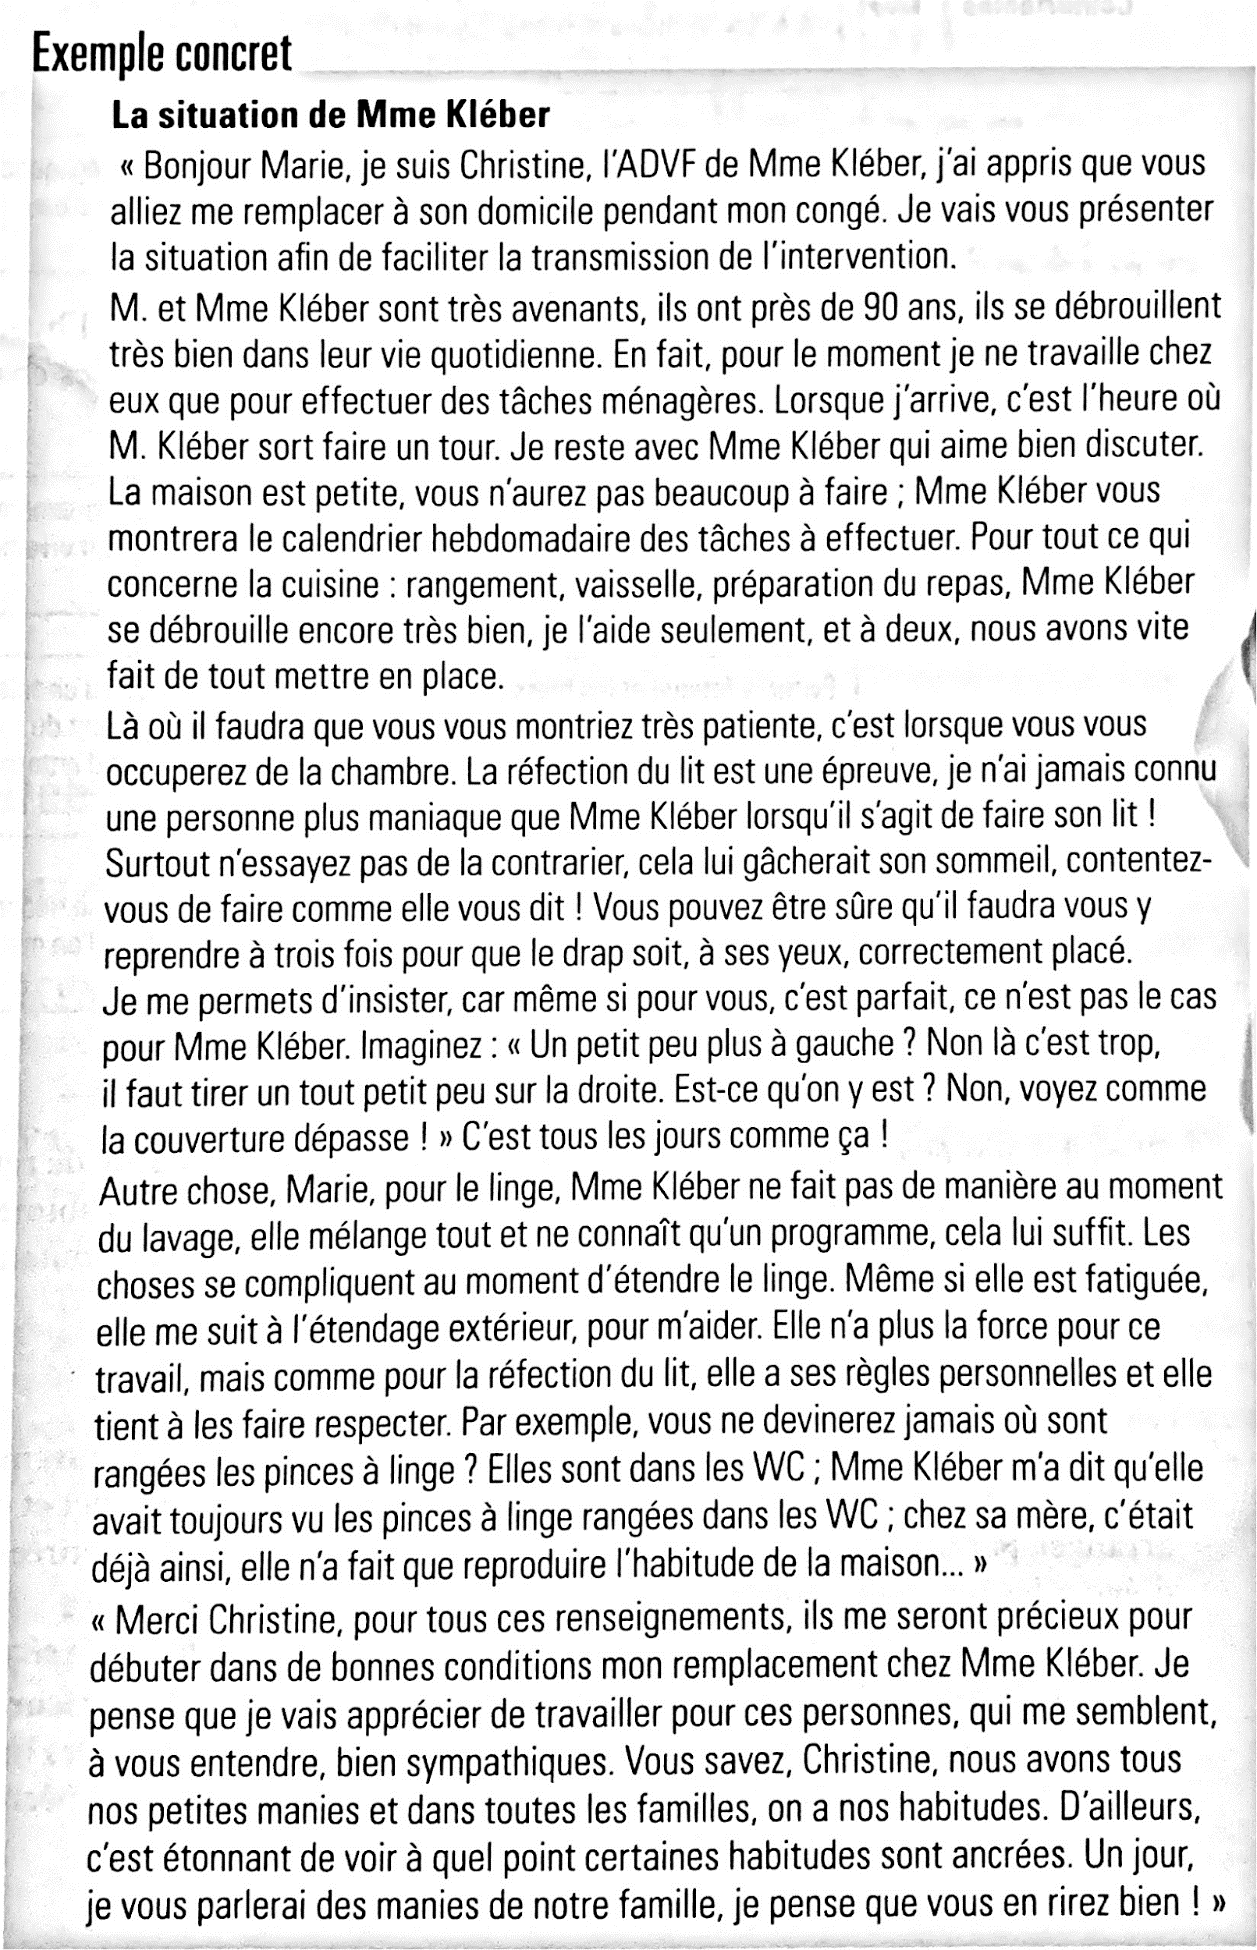 Exemple concret
La situation de Mme Kléber
« Bonjour Marie, je suis Christine, l'ADVF de Mme Kléber, j'ai appris que vous
alliez me remplacer à son domicile pendant mon congé. Je vais vous présenter
la situation afin de faciliter la transmission de l'intervention.
M. et Mme Kléber sont très avenants, ils ont près de 90 ans, ils se débrouillent
très bien dans leur vie quotidienne. En fait, pour le moment je ne travaille chez
eux que pour effectuer des tâches ménagères. Lorsque j'arrive, c'est l'heure où
M. Kléber sort faire un tour. Je reste avec Mme Kléber qui aime bien discuter.
La maison est petite, vous n'aurez pas beaucoup à faire ; Mme Kléber vous
montrera le calendrier hebdomadaire des tâches à effectuer. Pour tout ce qui
concerne la cuisine : rangement, vaisselle, préparation du repas, Mme Kléber
se débrouille encore très bien, je l'aide seulement, et à deux, nous avons vite
fait de tout mettre en place.
Là où il faudra que vous vous montriez très patiente, c'est lorsque vous vous
occuperez de la chambre. La réfection du lit est une épreuve, je n'ai jamais connu
une personne plus maniaque que Mme Kléber lorsqu'il s'agit de faire son lit !
Surtout n'essayez pas de la contrarier, cela lui gâcherait son sommeil, contentez-
vous de faire comme elle vous dit ! Vous pouvez être sûre qu'il faudra vous y
reprendre à trois fois pour que le drap soit, à ses yeux, correctement placé.
Je me permets d'insister, car même si pour vous, c'est parfait, ce n'est pas le cas
pour Mme Kléber. Imaginez : « Un petit peu plus à gauche ? Non là c'est trop,
il faut tirer un tout petit peu sur la droite. Est-ce qu'on y est ? Non, voyez comme
la couverture dépasse ! » C'est tous les jours comme ça !
Autre chose, Marie, pour le linge, Mme Kléber ne fait pas de manière au moment
du lavage, elle mélange tout et ne connaît qu'un programme, cela lui suffit. Les
choses se compliquent au moment d'étendre le linge. Même si elle est fatiguée,
elle me suit à l'étendage extérieur, pour m'aider. Elle n'a plus la force pour ce
travail, mais comme pour la réfection du lit, elle a ses règles personnelles et elle
tient à les faire respecter. Par exemple, vous ne devinerez jamais où sont
rangées les pinces à linge ? Elles sont dans les WC ; Mme Kléber m'a dit qu'elle
avait toujours vu les pinces à linge rangées dans les WC ; chez sa mère, c'était
déjà ainsi, elle n'a fait que reproduire l'habitude de la maison... »
« Merci Christine, pour tous ces renseignements, ils me seront précieux pour
débuter dans de bonnes conditions mon remplacement chez Mme Kléber. Je
pense que je vais apprécier de travailler pour ces personnes, qui me semblent,
à vous entendre, bien sympathiques. Vous savez, Christine, nous avons tous
nos petites manies et dans toutes les familles, on a nos habitudes. D'ailleurs,
c'est étonnant de voir à quel point certaines habitudes sont ancrées. Un jour,
je vous parlerai des manies de notre famille, je pense que vous en rirez bien ! »